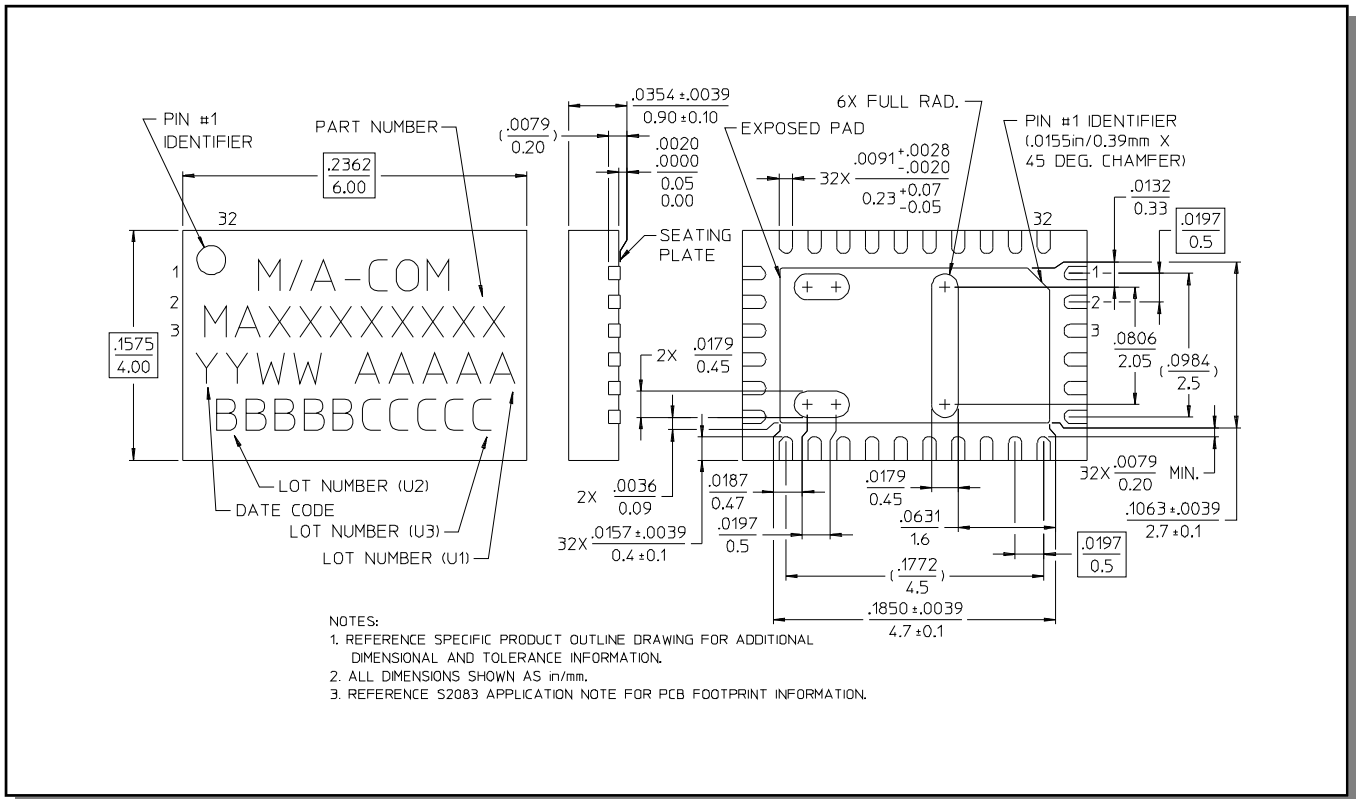 PIN #1
IDENTIFIER
PART NUMBER
.2362
6.00
32
1
2
3
M/A-COM
MAXXXXXXXXX
YYWW AAAAA
BBBBBCCCCC
.1575
4.00
LOT NUMBER (U2)
DATE CODE
LOT NUMBER (U3)
LOT NUMBER (U1)
.0354 ±.0039
0.90 ±0.10
( .0079 )
0.20
.0020
.0000
0.05
0.00
SEATING
PLATE
EXPOSED PAD
6X FULL RAD.
32X .0091 +.0028
-.0020
0.23 +0.07
-0.05
PIN #1 IDENTIFIER
(.0155in/0.39mm X
45 DEG. CHAMFER)
32
.0132
0.33
.0197
0.5
1
2
3
.0806
2.05
( .0984 )
2.5
2X .0179
0.45
2X .0036
0.09
32X .0157 ±.0039
0.4 ±0.1
.0187
0.47
.0197
0.5
.0179
0.45
.0631
1.6
32X .0079 MIN.
0.20
.1063 ±.0039
2.7 ±0.1
.0197
0.5
( .1772 )
4.5
.1850 ±.0039
4.7 ±0.1
NOTES:
1. REFERENCE SPECIFIC PRODUCT OUTLINE DRAWING FOR ADDITIONAL
DIMENSIONAL AND TOLERANCE INFORMATION.
2. ALL DIMENSIONS SHOWN AS in/mm.
3. REFERENCE S2083 APPLICATION NOTE FOR PCB FOOTPRINT INFORMATION.